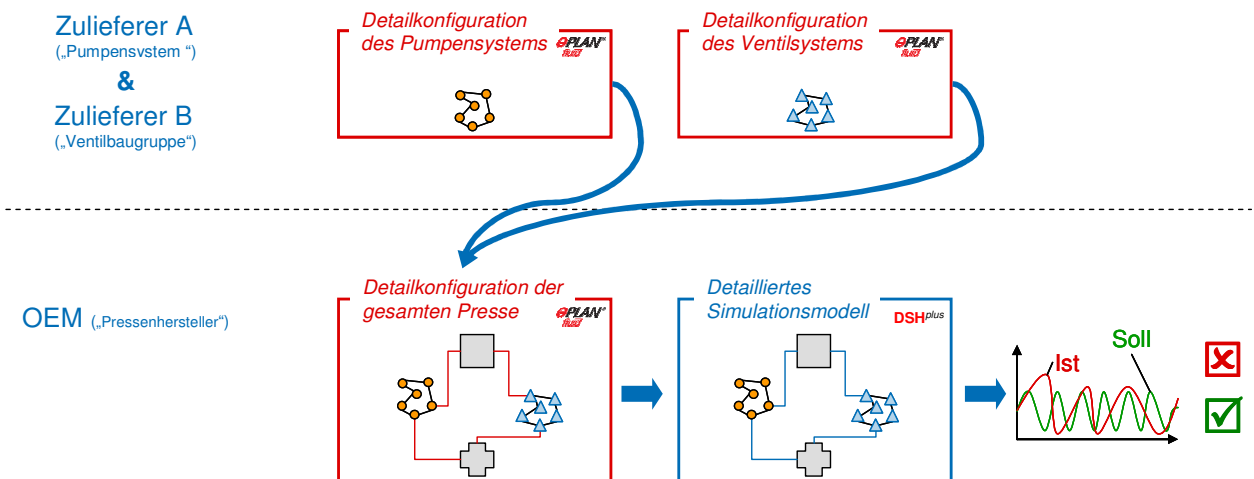 Zulieferer A
(„Pumpensvstem “)
&
Zulieferer B
(„Ventilbaugruppe“)
Detailkonfiguration
des Pumpensystems
ePLAN®
fluid
Detailkonfiguration
des Ventilsystems
ePLAN®
fluid
OEM („Pressenhersteller“)
Detailkonfiguration der
gesamten Presse
ePLAN®
fluid
Detailliertes
Simulationsmodell
DSHplus
Ist
Soll